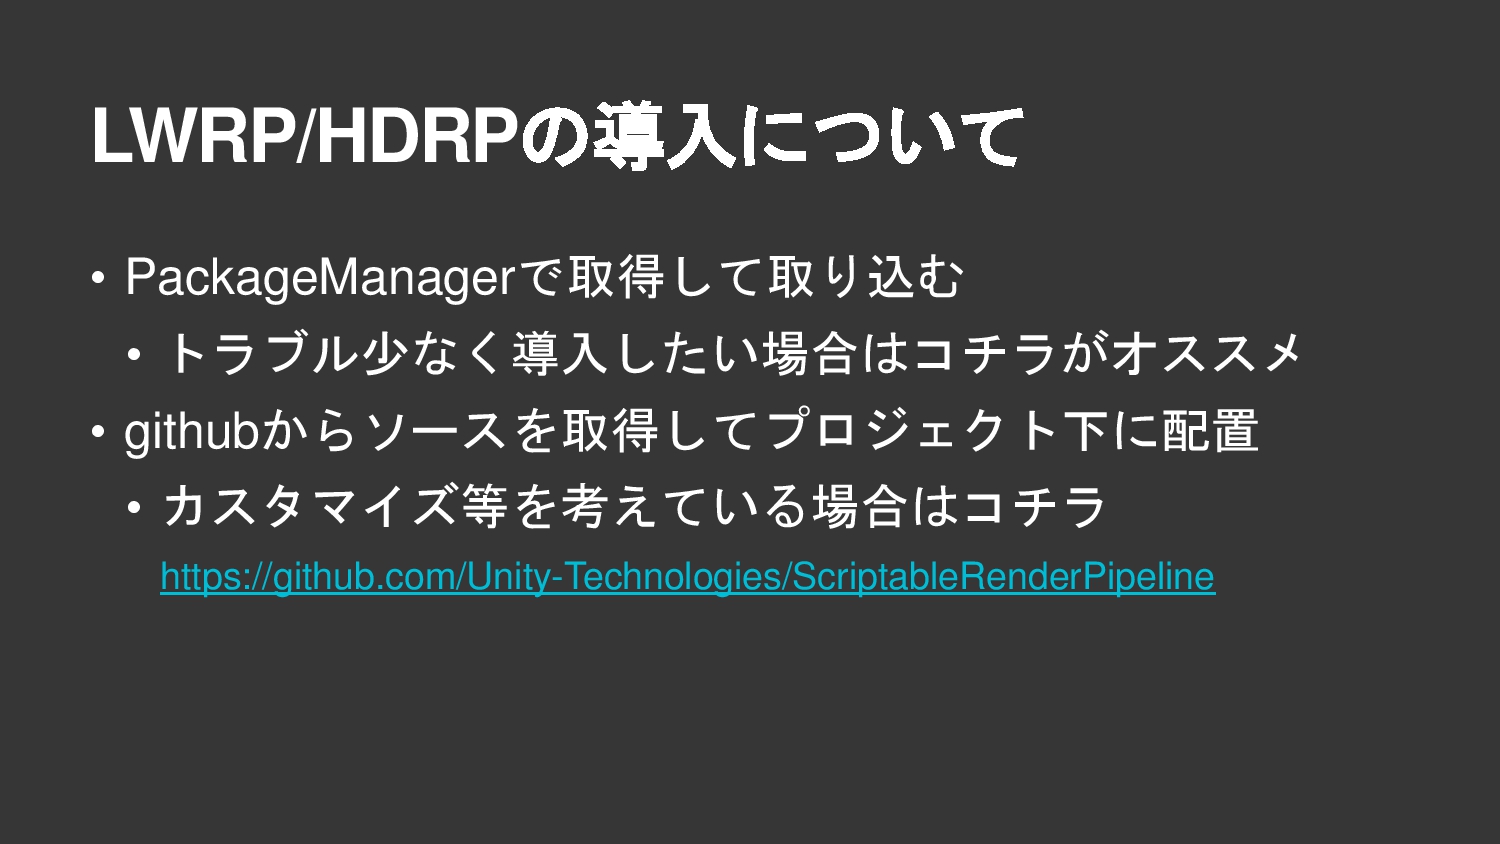 LWRP/HDRPの導入について
• PackageManagerで取得して取り込む
• トラブル少なく導入したい場合はコチラがオススメ
• githubからソースを取得してプロジェクト下に配置
• カスタマイズ等を考えている場合はコチラ
https://github.com/Unity-Technologies/ScriptableRenderPipeline